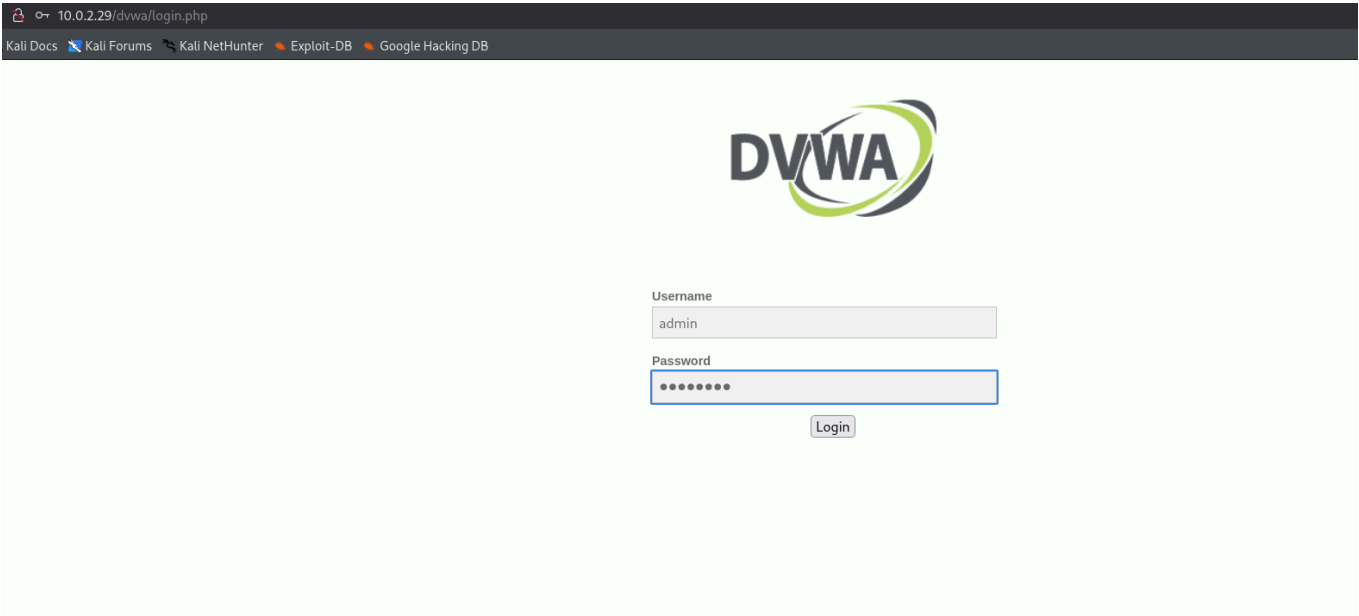 10.0.2.29/dvwa/login.php
Kali Docs Kali Forums Kali NetHunter Exploit-DB Google Hacking DB
DVWA
Username
admin
Password
••••••••
Login